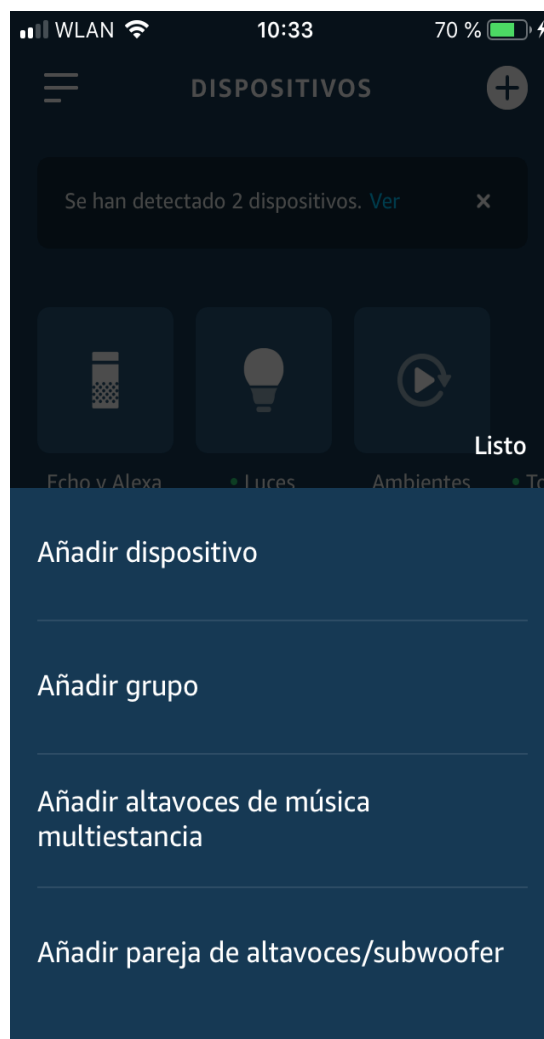 WLAN 10:33 70 %
DISPOSITIVOS
Se han detectado 2 dispositivos. Ver
Listo
Echo y Alexa Luces Ambientes
Añadir dispositivo
Añadir grupo
Añadir altavoces de música
multiestancia
Añadir pareja de altavoces/subwoofer